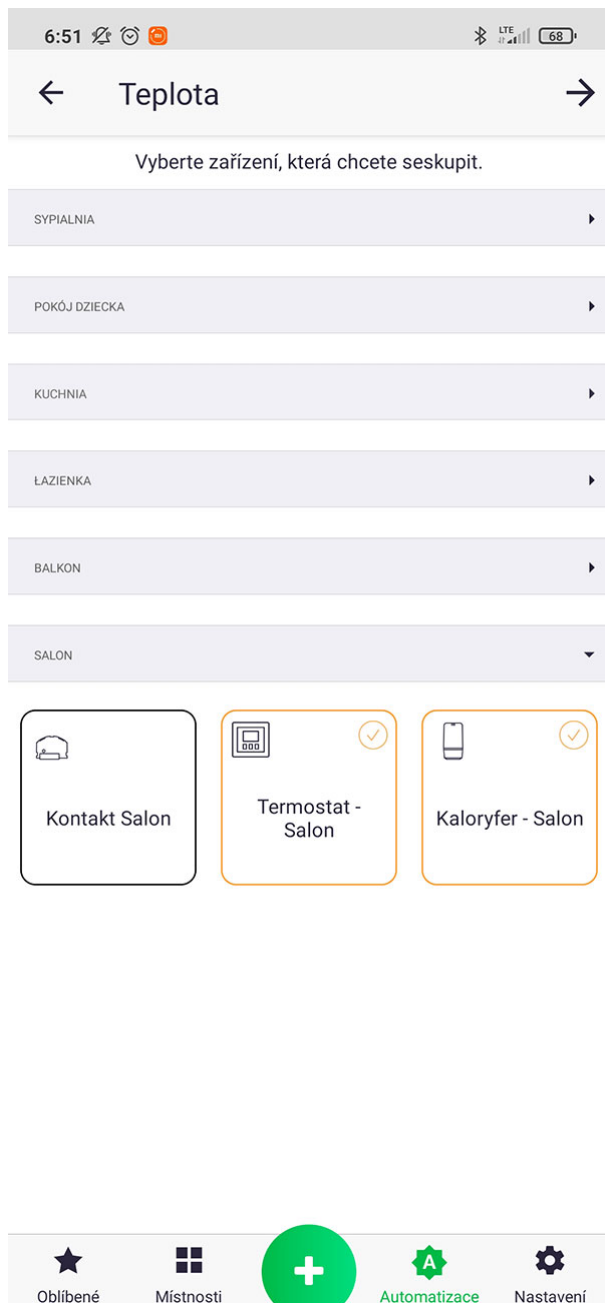 6:51
LTE
68
Teplota
Vyberte zařízení, která chcete seskupit.
SYPIALNIA
POKÓJ DZIECKA
KUCHNIA
ŁAZIENKA
BALKON
SALON
Kontakt Salon
Termostat -
Salon
Kaloryfer - Salon
A
Oblíbené
Místnosti
Automatizace
Nastavení